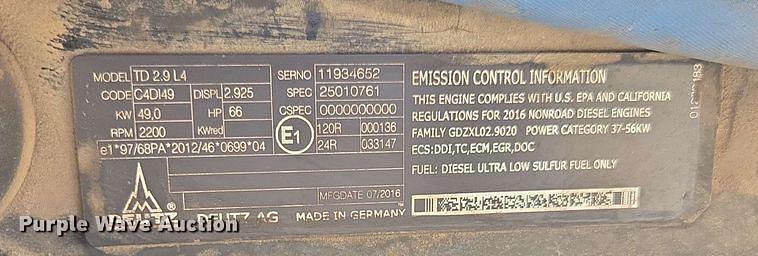 MODEL TD 2.9 L4
CODE C4DI49 DISPL 2.925
KW 49,0 HP 66
RPM 2200 KWred
e1*97/68PA*2012/46*0699*04
SERNO 11934652
SPEC 25010761
CSPEC 0000000000
E1 120R 000136
24R 033147
MFGDATE 07/2016
DEUTZ DEUTZ AG MADE IN GERMANY
EMISSION CONTROL INFORMATION
THIS ENGINE COMPLIES WITH U.S. EPA AND CALIFORNIA
REGULATIONS FOR 2016 NONROAD DIESEL ENGINES
FAMILY GDZXL02.9020 POWER CATEGORY 37-56KW
ECS:DDI,TC,ECM,EGR,DOC
FUEL: DIESEL ULTRA LOW SULFUR FUEL ONLY
Purple Wave Auction